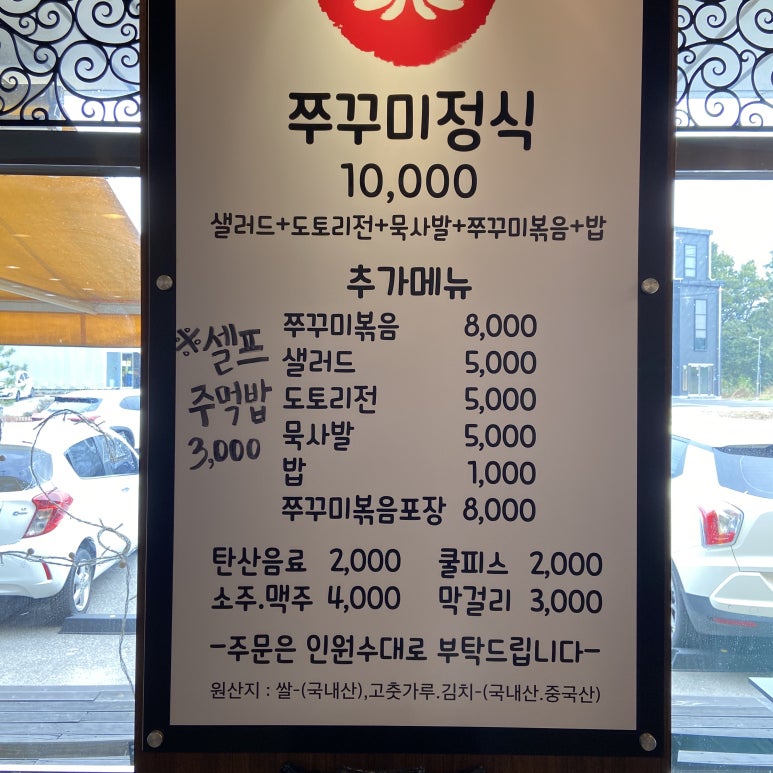 쭈꾸미정식
10,000
샐러드+도토리전+묵사발+쭈꾸미볶음+밥
추가메뉴
쭈꾸미볶음 8,000
샐러드 5,000
도토리전 5,000
묵사발 5,000
밥 1,000
쭈꾸미볶음포장 8,000
※셀프
주먹밥
3,000
탄산음료 2,000 쿨피스 2,000
소주.맥주 4,000 막걸리 3,000
-주문은 인원수대로 부탁드립니다-
원산지 : 쌀-(국내산),고춧가루.김치-(국내산.중국산)